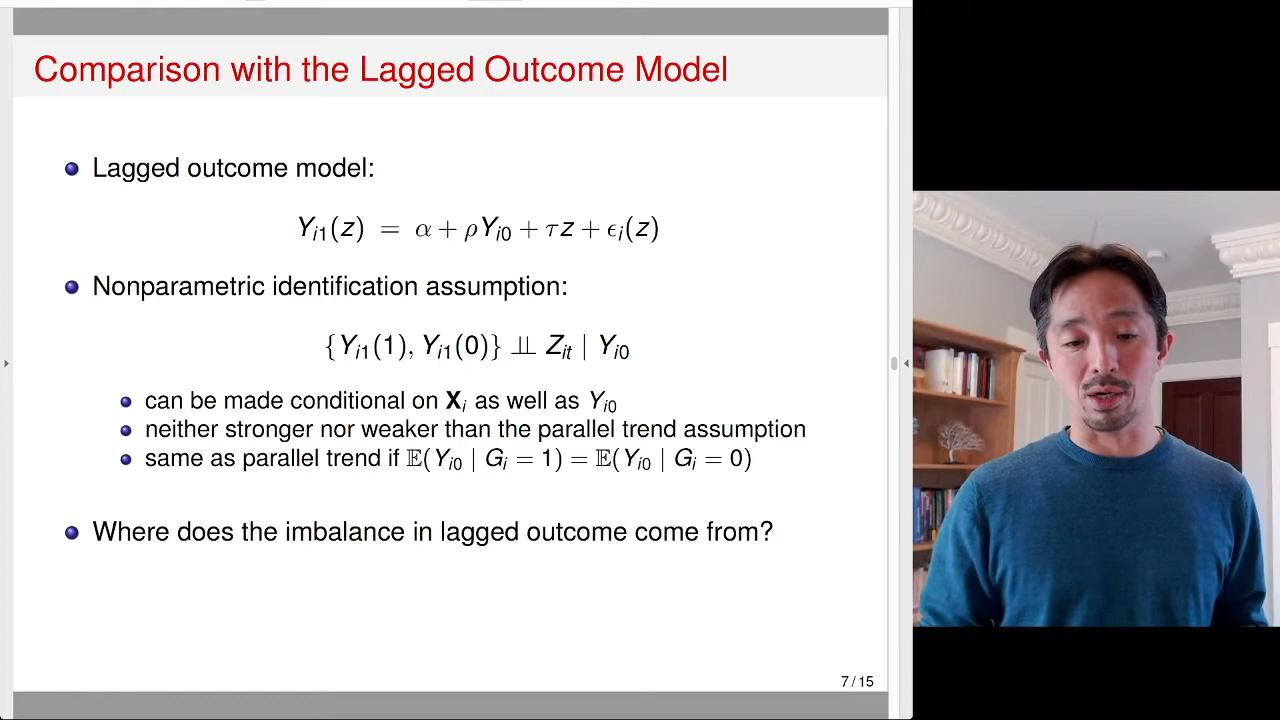 Comparison with the Lagged Outcome Model
Lagged outcome model:
Y_{i1}(z) = α + ρY_{i0} + τz + ϵ_i(z)
Nonparametric identification assumption:
{Y_{i1}(1), Y_{i1}(0)} ⫫ Z_{it} | Y_{i0}
can be made conditional on X_i as well as Y_{i0}
neither stronger nor weaker than the parallel trend assumption
same as parallel trend if 𝔼(Y_{i0} | G_i = 1) = 𝔼(Y_{i0} | G_i = 0)
Where does the imbalance in lagged outcome come from?
7 / 15